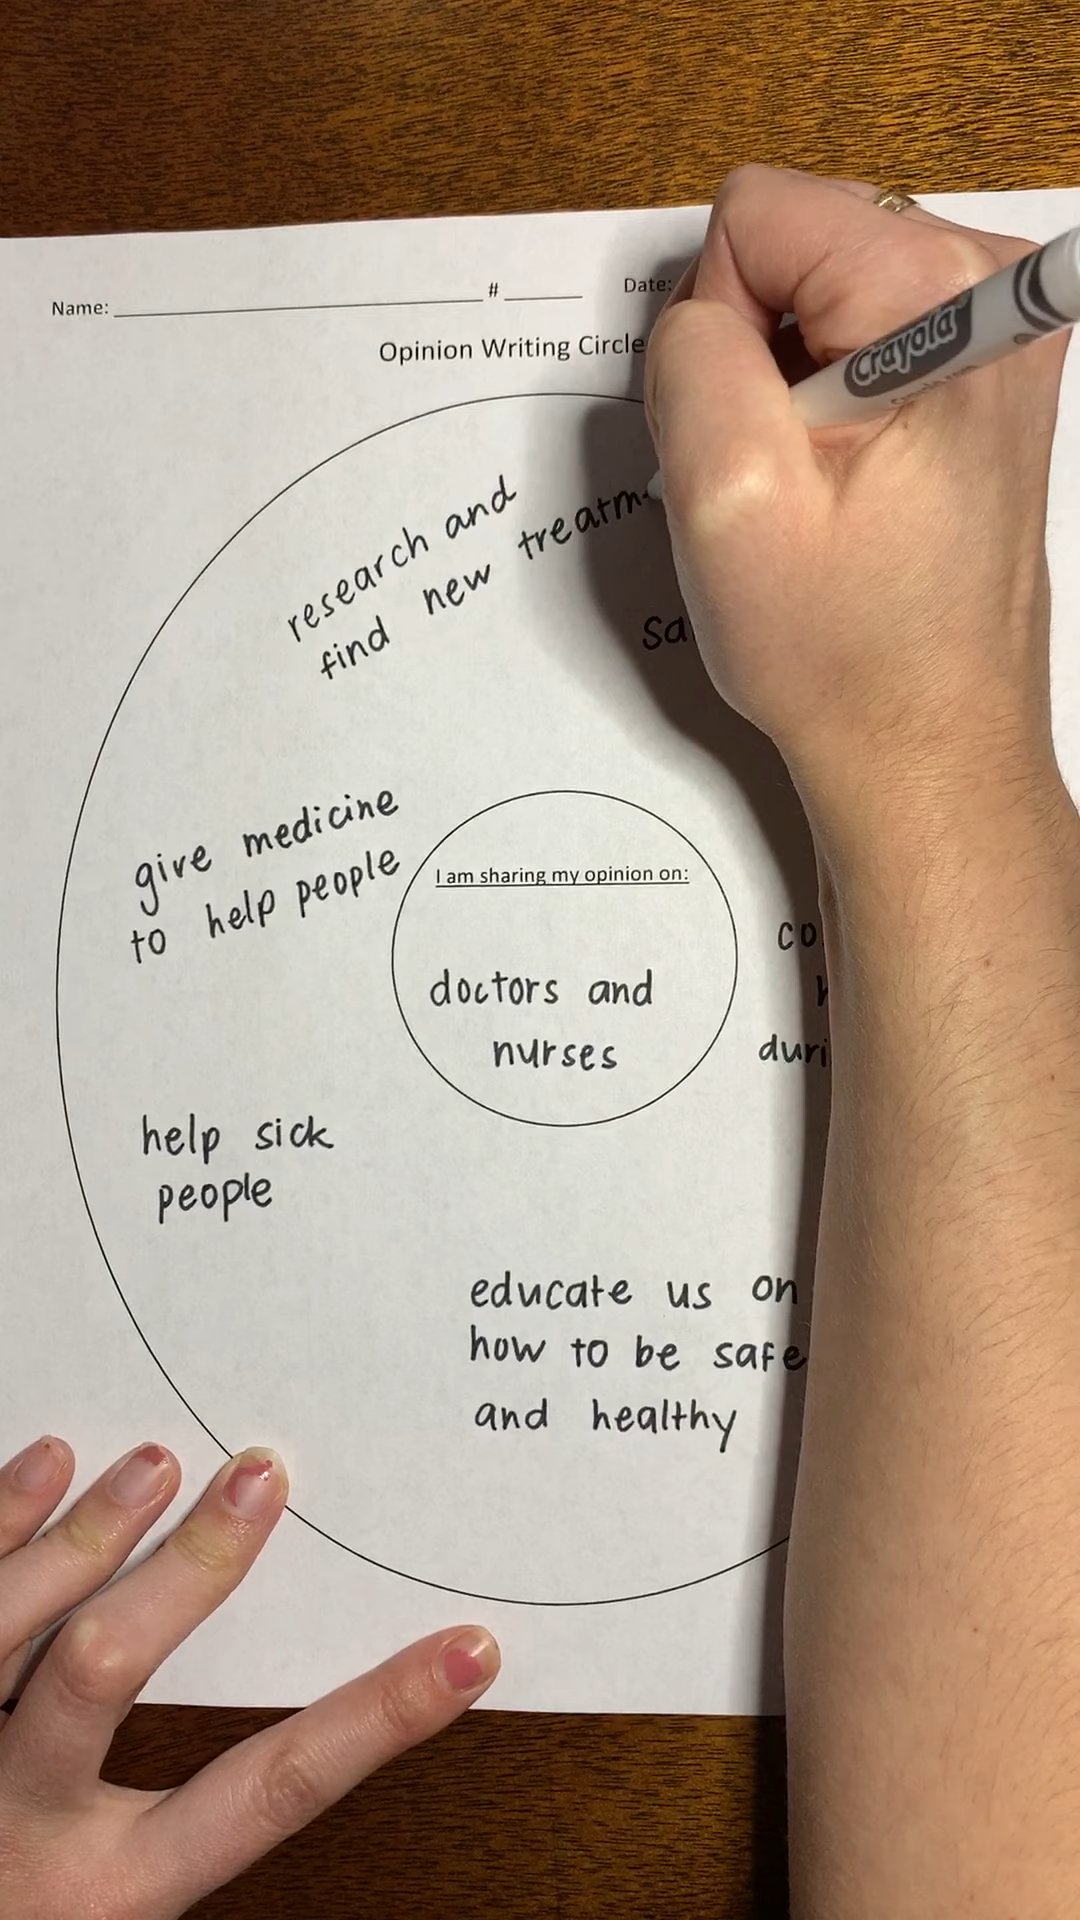 Name: # Date:
Opinion Writing Circle
Crayola
research and
find new
give medicine
to help people
I am sharing my opinion on:
doctors and
nurses
help sick
people
educate us on
how to be safe
and healthy